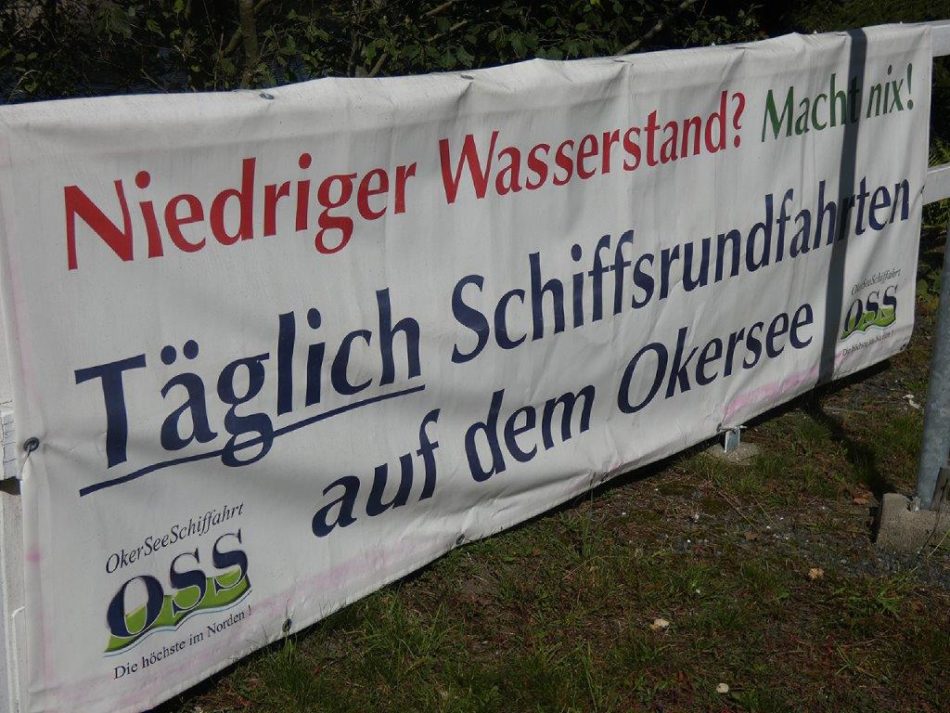 Niedriger Wasserstand? Macht nix!
Täglich Schiffsrundfahrten
auf dem Okersee
OkerSeeSchiffahrt
OSS
Die höchste im Norden!
OkerSeeSchiffahrt
OSS
Die höchste im Norden